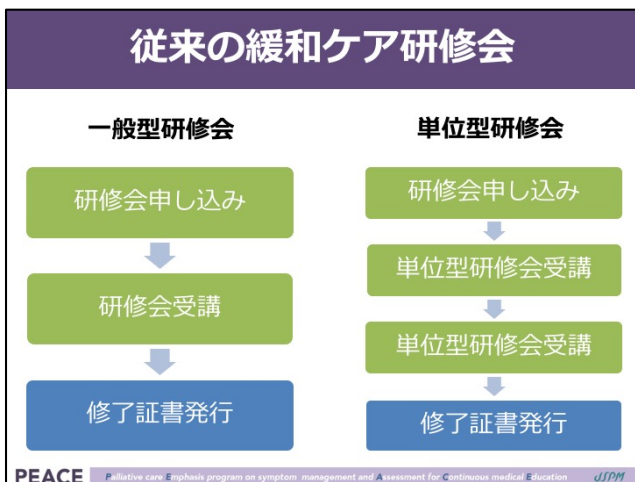 従来の緩和ケア研修会
一般型研修会
研修会申し込み
研修会受講
修了証書発行
単位型研修会
研修会申し込み
単位型研修会受講
単位型研修会受講
修了証書発行
PEACE Palliative care Emphasis program on symptom management and Assessment for Continuous medical Education JSPM